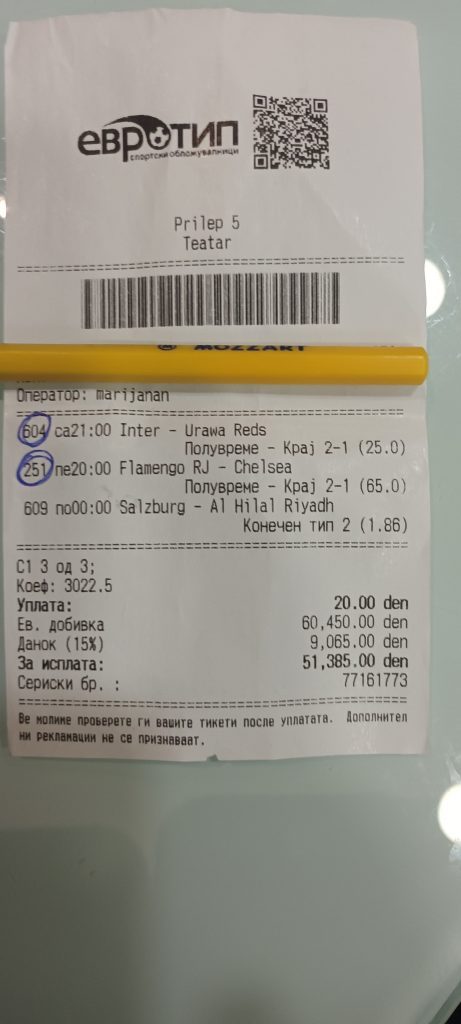 евротип
спортски обложувалници
Prilep 5
Teatar
MOZZART
Оператор: marijanan
604 са21:00 Inter - Urawa Reds
Полувреме - Крај 2-1 (25.0)
251 пе20:00 Flamengo RJ - Chelsea
Полувреме - Крај 2-1 (65.0)
609 по00:00 Salzburg - Al Hilal Riyadh
Конечен тип 2 (1.86)
C1 3 од 3;
Коеф: 3022.5
Уплата: 20.00 den
Ев. добивка 60,450.00 den
Данок (15%) 9,065.00 den
За исплата: 51,385.00 den
Сериски бр. : 77161773
Ве молиме проверете ги вашите тикети после уплатата. Дополнител
ни рекламации не се признаваат.